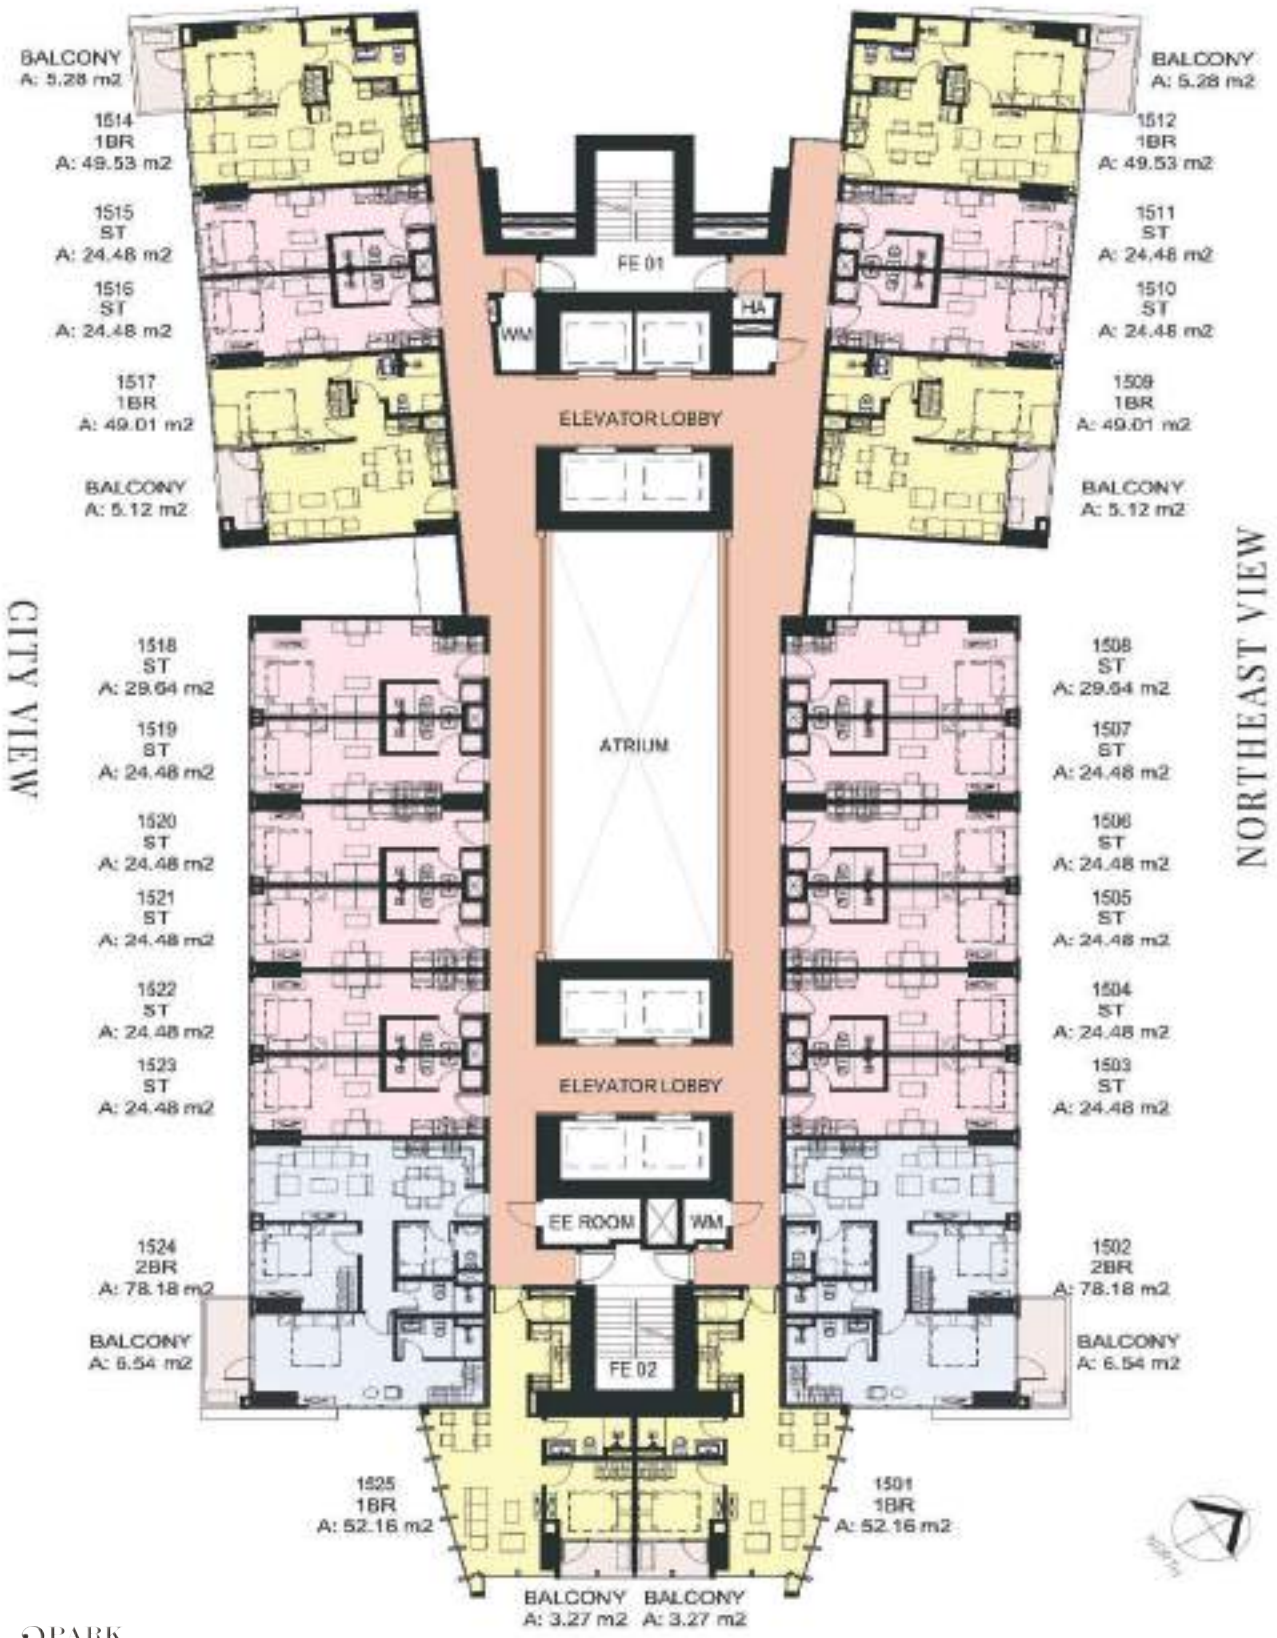 BALCONY
A: 5.28 m2
1514
1BR
A: 49.53 m2
1515
ST
A: 24.48 m2
1516
ST
A: 24.48 m2
1517
1BR
A: 49.01 m2
BALCONY
A: 5.12 m2
BALCONY
A: 5.28 m2
1512
1BR
A: 49.53 m2
1511
ST
A: 24.48 m2
1510
ST
A: 24.48 m2
1509
1BR
A: 49.01 m2
BALCONY
A: 5.12 m2
FE 01
WM
HA
ELEVATOR LOBBY
CITY VIEW
NORTHEAST VIEW
1518
ST
A: 29.64 m2
1519
ST
A: 24.48 m2
1520
ST
A: 24.48 m2
1521
ST
A: 24.48 m2
1522
ST
A: 24.48 m2
1523
ST
A: 24.48 m2
1524
2BR
A: 78.18 m2
BALCONY
A: 6.54 m2
ATRIUM
ELEVATOR LOBBY
EE ROOM
WM
FE 02
1508
ST
A: 29.64 m2
1507
ST
A: 24.48 m2
1506
ST
A: 24.48 m2
1505
ST
A: 24.48 m2
1504
ST
A: 24.48 m2
1503
ST
A: 24.48 m2
1502
2BR
A: 78.18 m2
BALCONY
A: 6.54 m2
1525
1BR
A: 52.16 m2
1501
1BR
A: 52.16 m2
BALCONY
A: 3.27 m2
BALCONY
A: 3.27 m2
NORTH